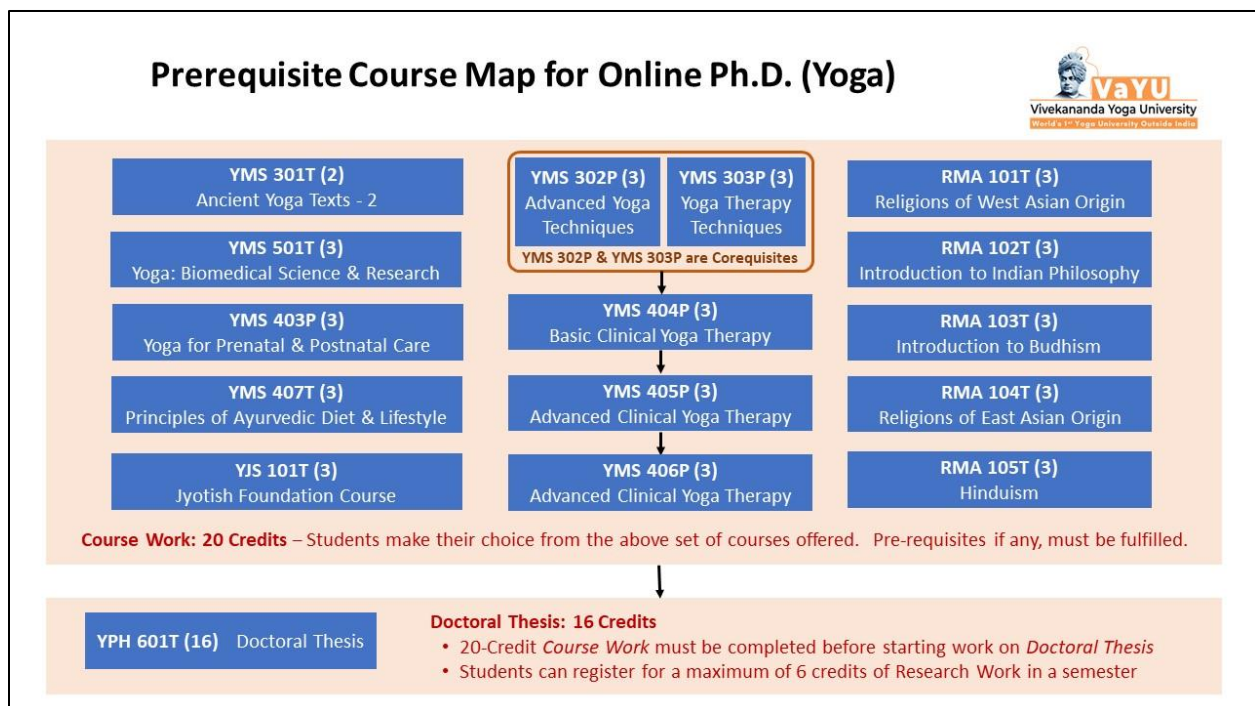 Prerequisite Course Map for Online Ph.D. (Yoga)
VaYU
Vivekananda Yoga University
World's 1st Yoga University Outside India
YMS 301T (2)
Ancient Yoga Texts - 2
YMS 501T (3)
Yoga: Biomedical Science & Research
YMS 403P (3)
Yoga for Prenatal & Postnatal Care
YMS 407T (3)
Principles of Ayurvedic Diet & Lifestyle
YJS 101T (3)
Jyotish Foundation Course
YMS 302P (3)
Advanced Yoga
Techniques
YMS 303P (3)
Yoga Therapy
Techniques
YMS 302P & YMS 303P are Corequisites
YMS 404P (3)
Basic Clinical Yoga Therapy
YMS 405P (3)
Advanced Clinical Yoga Therapy
YMS 406P (3)
Advanced Clinical Yoga Therapy
RMA 101T (3)
Religions of West Asian Origin
RMA 102T (3)
Introduction to Indian Philosophy
RMA 103T (3)
Introduction to Budhism
RMA 104T (3)
Religions of East Asian Origin
RMA 105T (3)
Hinduism
Course Work: 20 Credits – Students make their choice from the above set of courses offered. Pre-requisites if any, must be fulfilled.
YPH 601T (16) Doctoral Thesis
Doctoral Thesis: 16 Credits
• 20-Credit Course Work must be completed before starting work on Doctoral Thesis
• Students can register for a maximum of 6 credits of Research Work in a semester